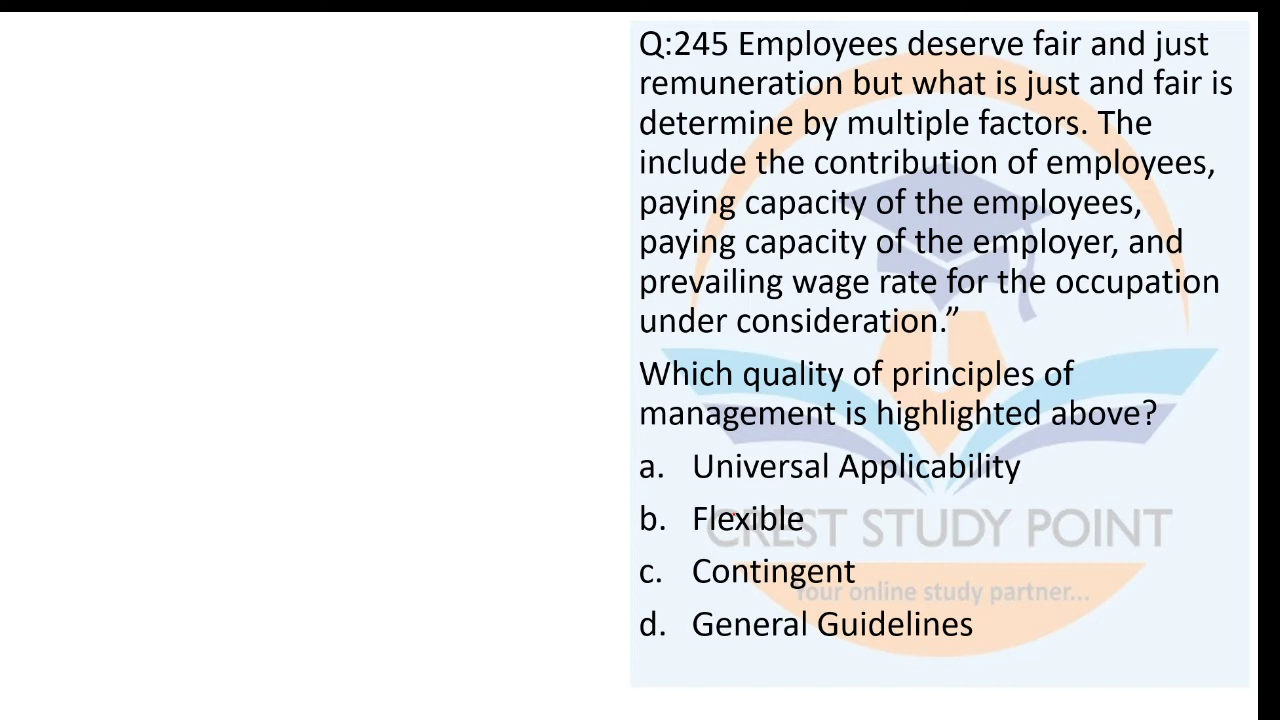 Q:245 Employees deserve fair and just
remuneration but what is just and fair is
determine by multiple factors. The
include the contribution of employees,
paying capacity of the employees,
paying capacity of the employer, and
prevailing wage rate for the occupation
under consideration.”
Which quality of principles of
management is highlighted above?
a. Universal Applicability
b. Flexible
CREST STUDY POINT
c. Contingent
Your online study partner...
d. General Guidelines